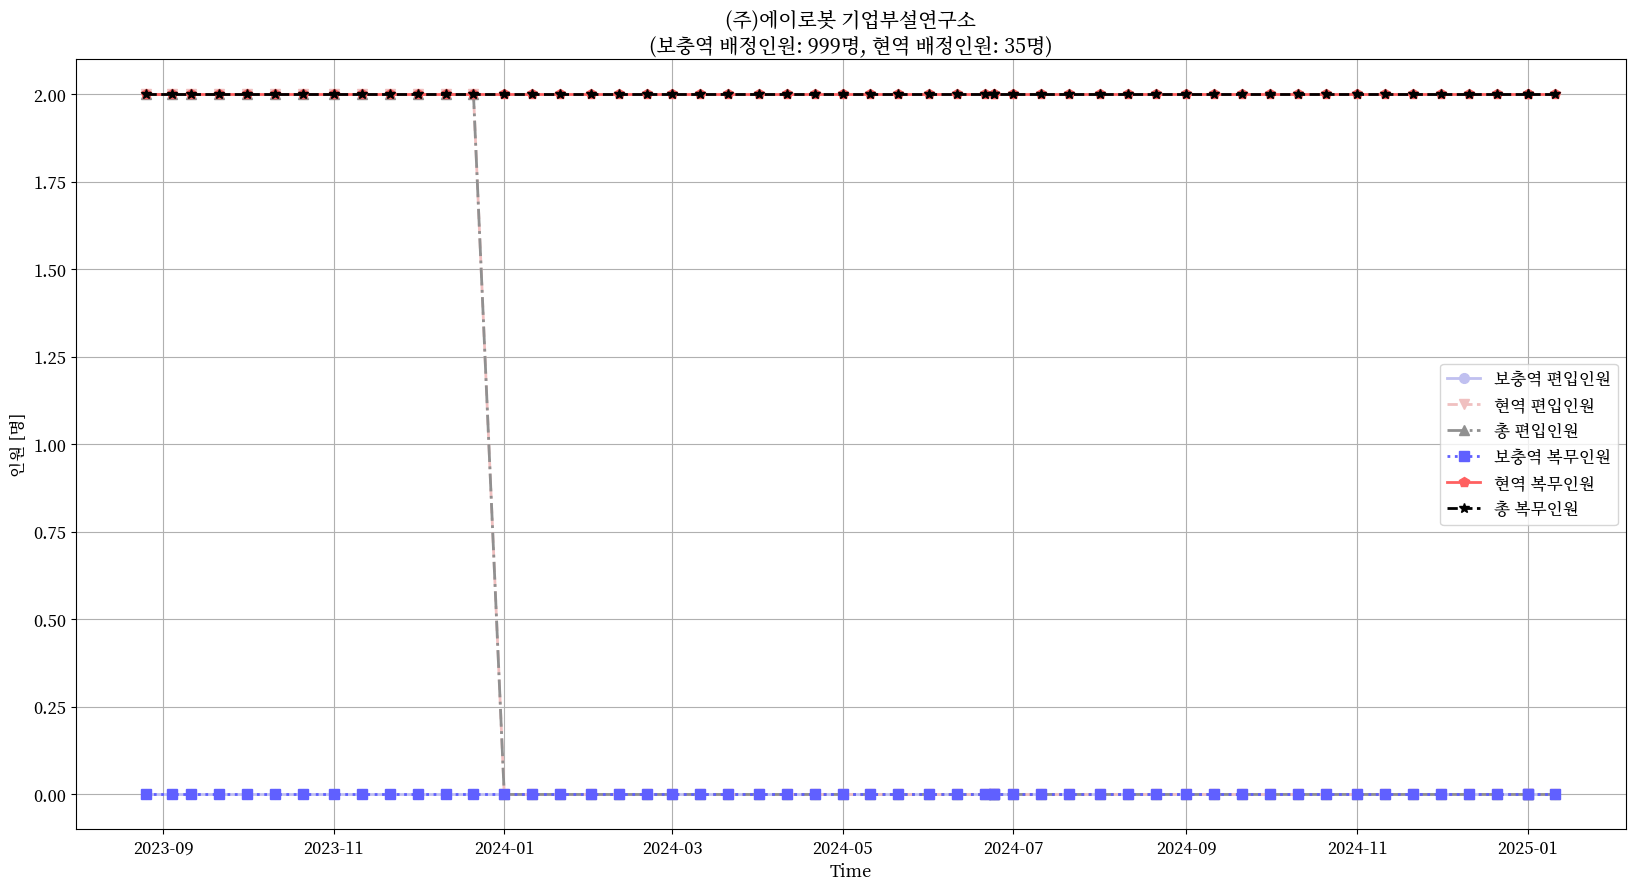 (주)에이로봇 기업부설연구소
(보충역 배정인원: 999명, 현역 배정인원: 35명)
인원 [명]
2.00
1.75
1.50
1.25
1.00
0.75
0.50
0.25
0.00
보충역 편입인원
현역 편입인원
총 편입인원
보충역 복무인원
현역 복무인원
총 복무인원
2023-09
2023-11
2024-01
2024-03
2024-05
2024-07
2024-09
2024-11
2025-01
Time